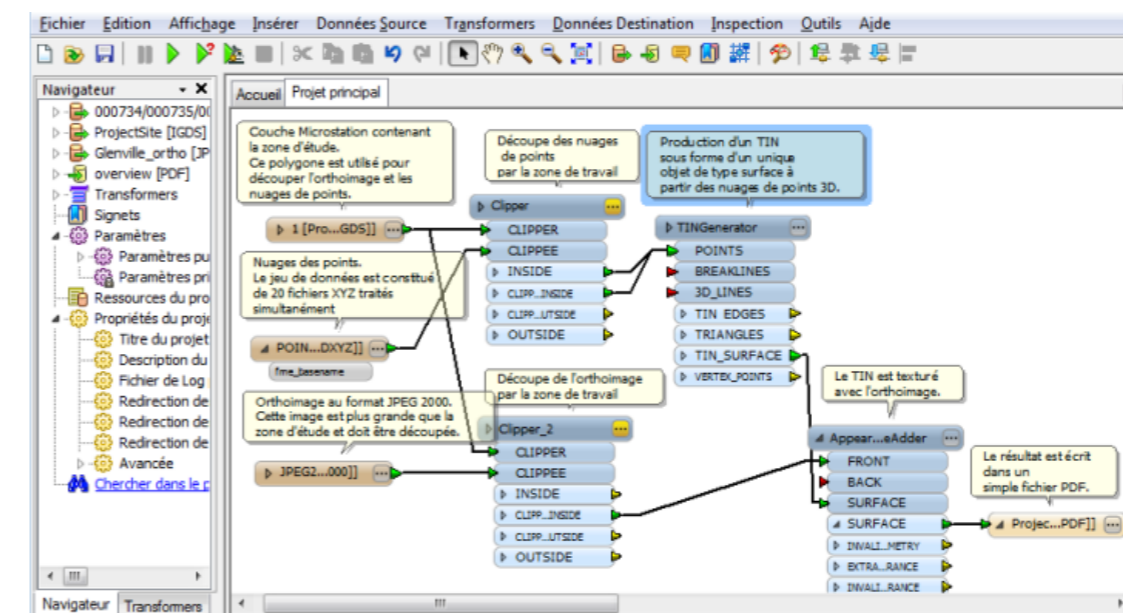 Fichier Edition Affichage Insérer Données Source Transformers Données Destination Inspection Outils Aide
Navigateur
000734/000735/0
ProjectSite [IGDS]
Glenville_ortho [JP
overview [PDF]
Transformers
Signets
Paramètres
Paramètres pu
Paramètres pri
Ressources du pro
Propriétés du proje
Titre du projet
Description du
Fichier de Log
Redirection de
Redirection de
Redirection de
Avancée
Chercher dans le p
Navigateur Transformers
Accueil Projet principal
Couche Microstation contenant
la zone d'étude.
Ce polygone est utilsé pour
découper l'orthoimage et les
nuages de points.
1 [Pro...GDS]]
Nuages des points.
Le jeu de données est consttué
de 20 fichiers XYZ traités
simultanément
POIN...DXYZ]]
fme_basename
Orthoimage au format JPEG 2000.
Cette image est plus grande que la
zone d'étude et doit être découpée.
JPEG2...000]]
Découpe des nuages
de points
par la zone de travail
Clipper
CLIPPER
CLIPPEE
INSIDE
CLIPP...INSIDE
CLIPP...UTSIDE
OUTSIDE
Découpe de l'orthoimage
par la zone de travail
Clipper_2
CLIPPER
CLIPPEE
INSIDE
CLIPP...INSIDE
CLIPP...UTSIDE
OUTSIDE
Production d'un TIN
sous forme d'un unique
objet de type surface à
partir des nuages de points 3D.
TINGenerator
POINTS
BREAKLINES
3D_LINES
TIN_EDGES
TRIANGLES
TIN_SURFACE
VERTEX_POINTS
Le TIN est texturé
avec l'orthoimage.
Appear...eAdder
FRONT
BACK
SURFACE
SURFACE
INVALI...METRY
EXTRA...RANCE
INVALI...RANCE
Le résultat est écrit
dans un
simple fichier PDF.
Projec...PDF]]